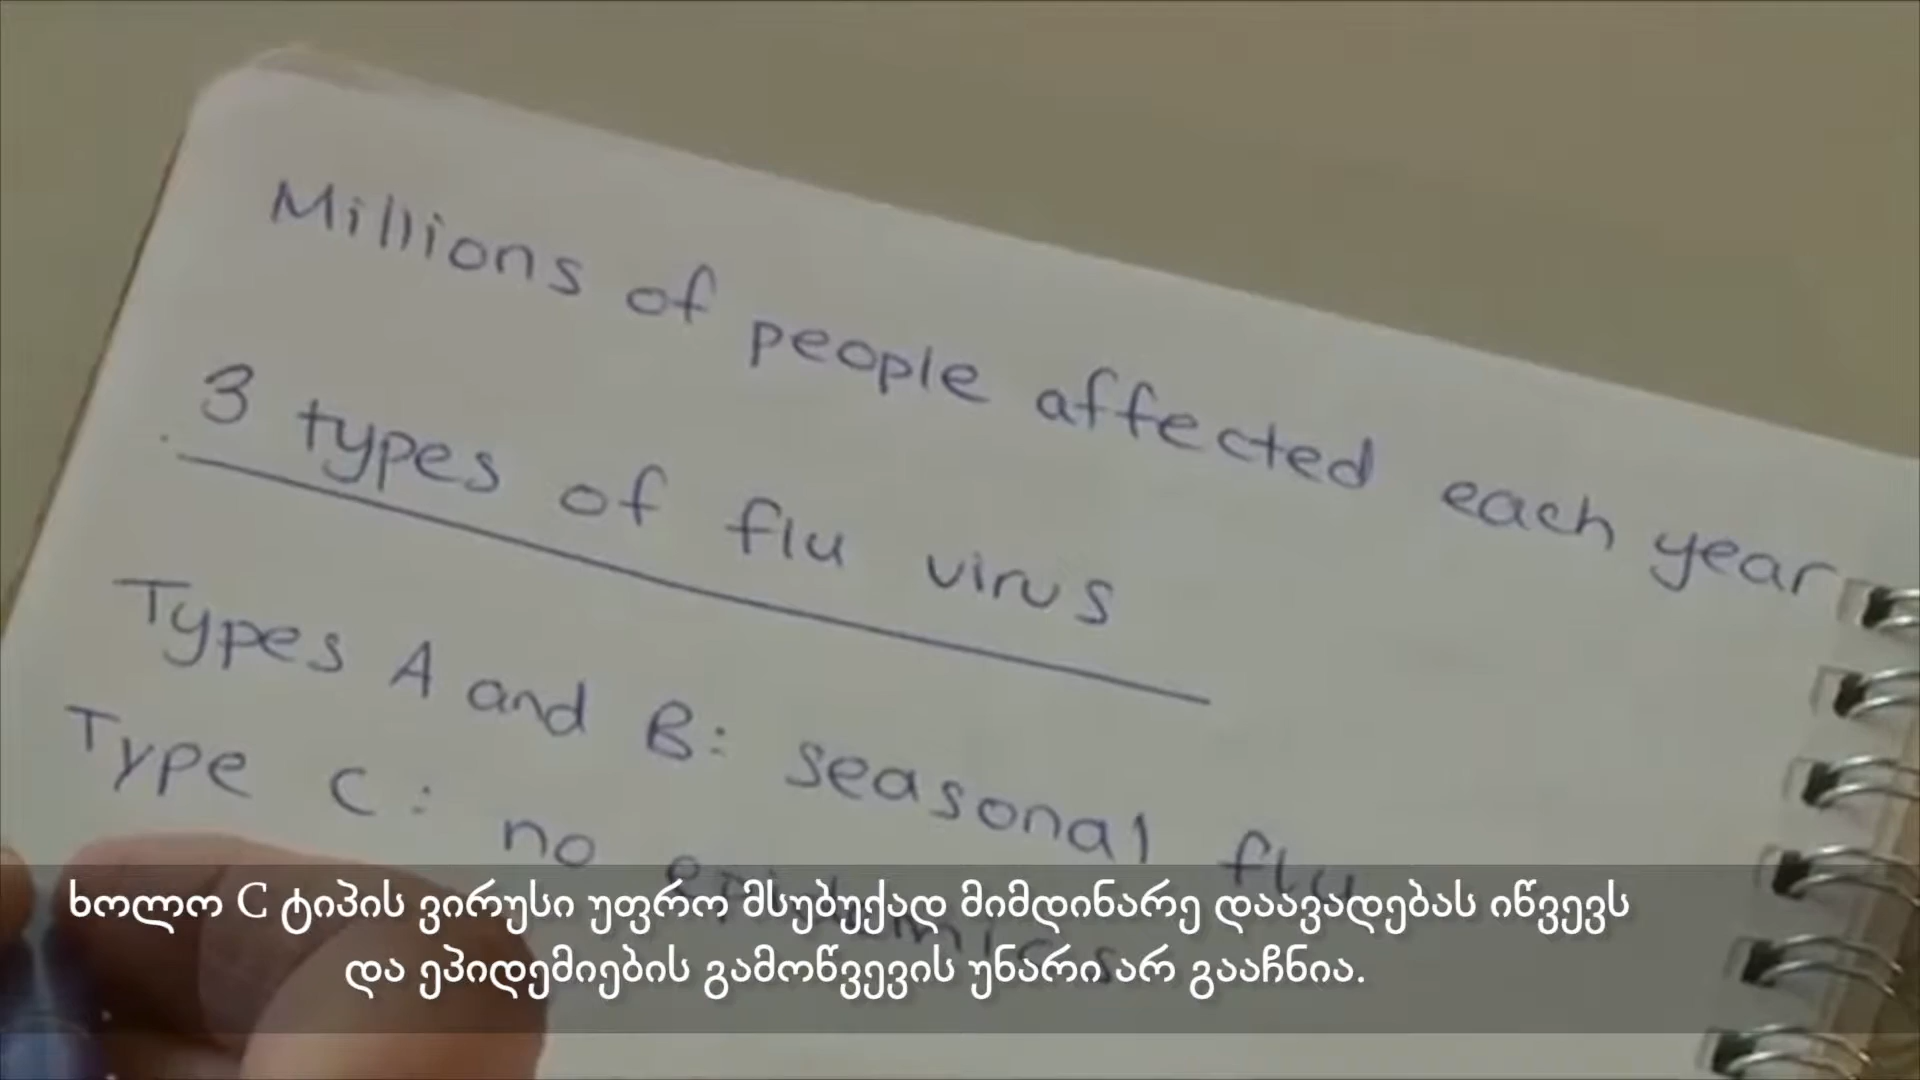 Millions of people affected each year
3 types of flu virus
Types A and B: seasonal flu
Type C: no epidemics
ხოლო C ტიპის ვირუსი უფრო მსუბუქად მიმდინარე დაავადებას იწვევს
და ეპიდემიების გამოწვევის უნარი არ გააჩნია.